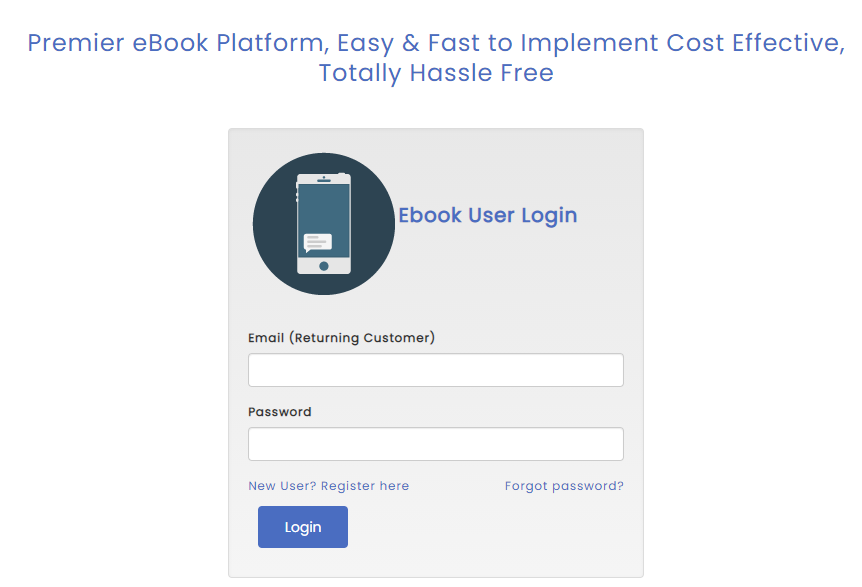 Premier eBook Platform, Easy & Fast to Implement Cost Effective,
Totally Hassle Free
Ebook User Login
Email (Returning Customer)
Password
New User? Register here
Forgot password?
Login